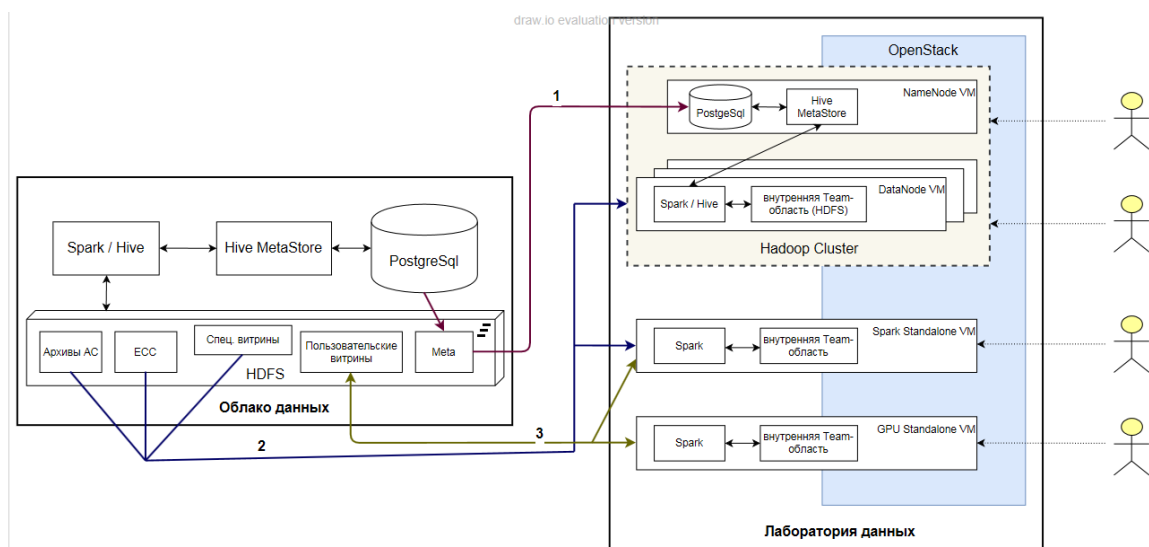 draw.io evaluation version
OpenStack
NameNode VM
1
PostgeSql
Hive
MetaStore
DataNode VM
Spark / Hive
внутренняя Team-
область (HDFS)
Hadoop Cluster
Spark / Hive
Hive MetaStore
PostgreSql
Архивы АС
ЕСС
Спец. витрины
Пользовательские
витрины
Meta
HDFS
Облако данных
2
3
Spark Standalone VM
Spark
внутренняя Team-
область
GPU Standalone VM
Spark
внутренняя Team-
область
Лаборатория данных